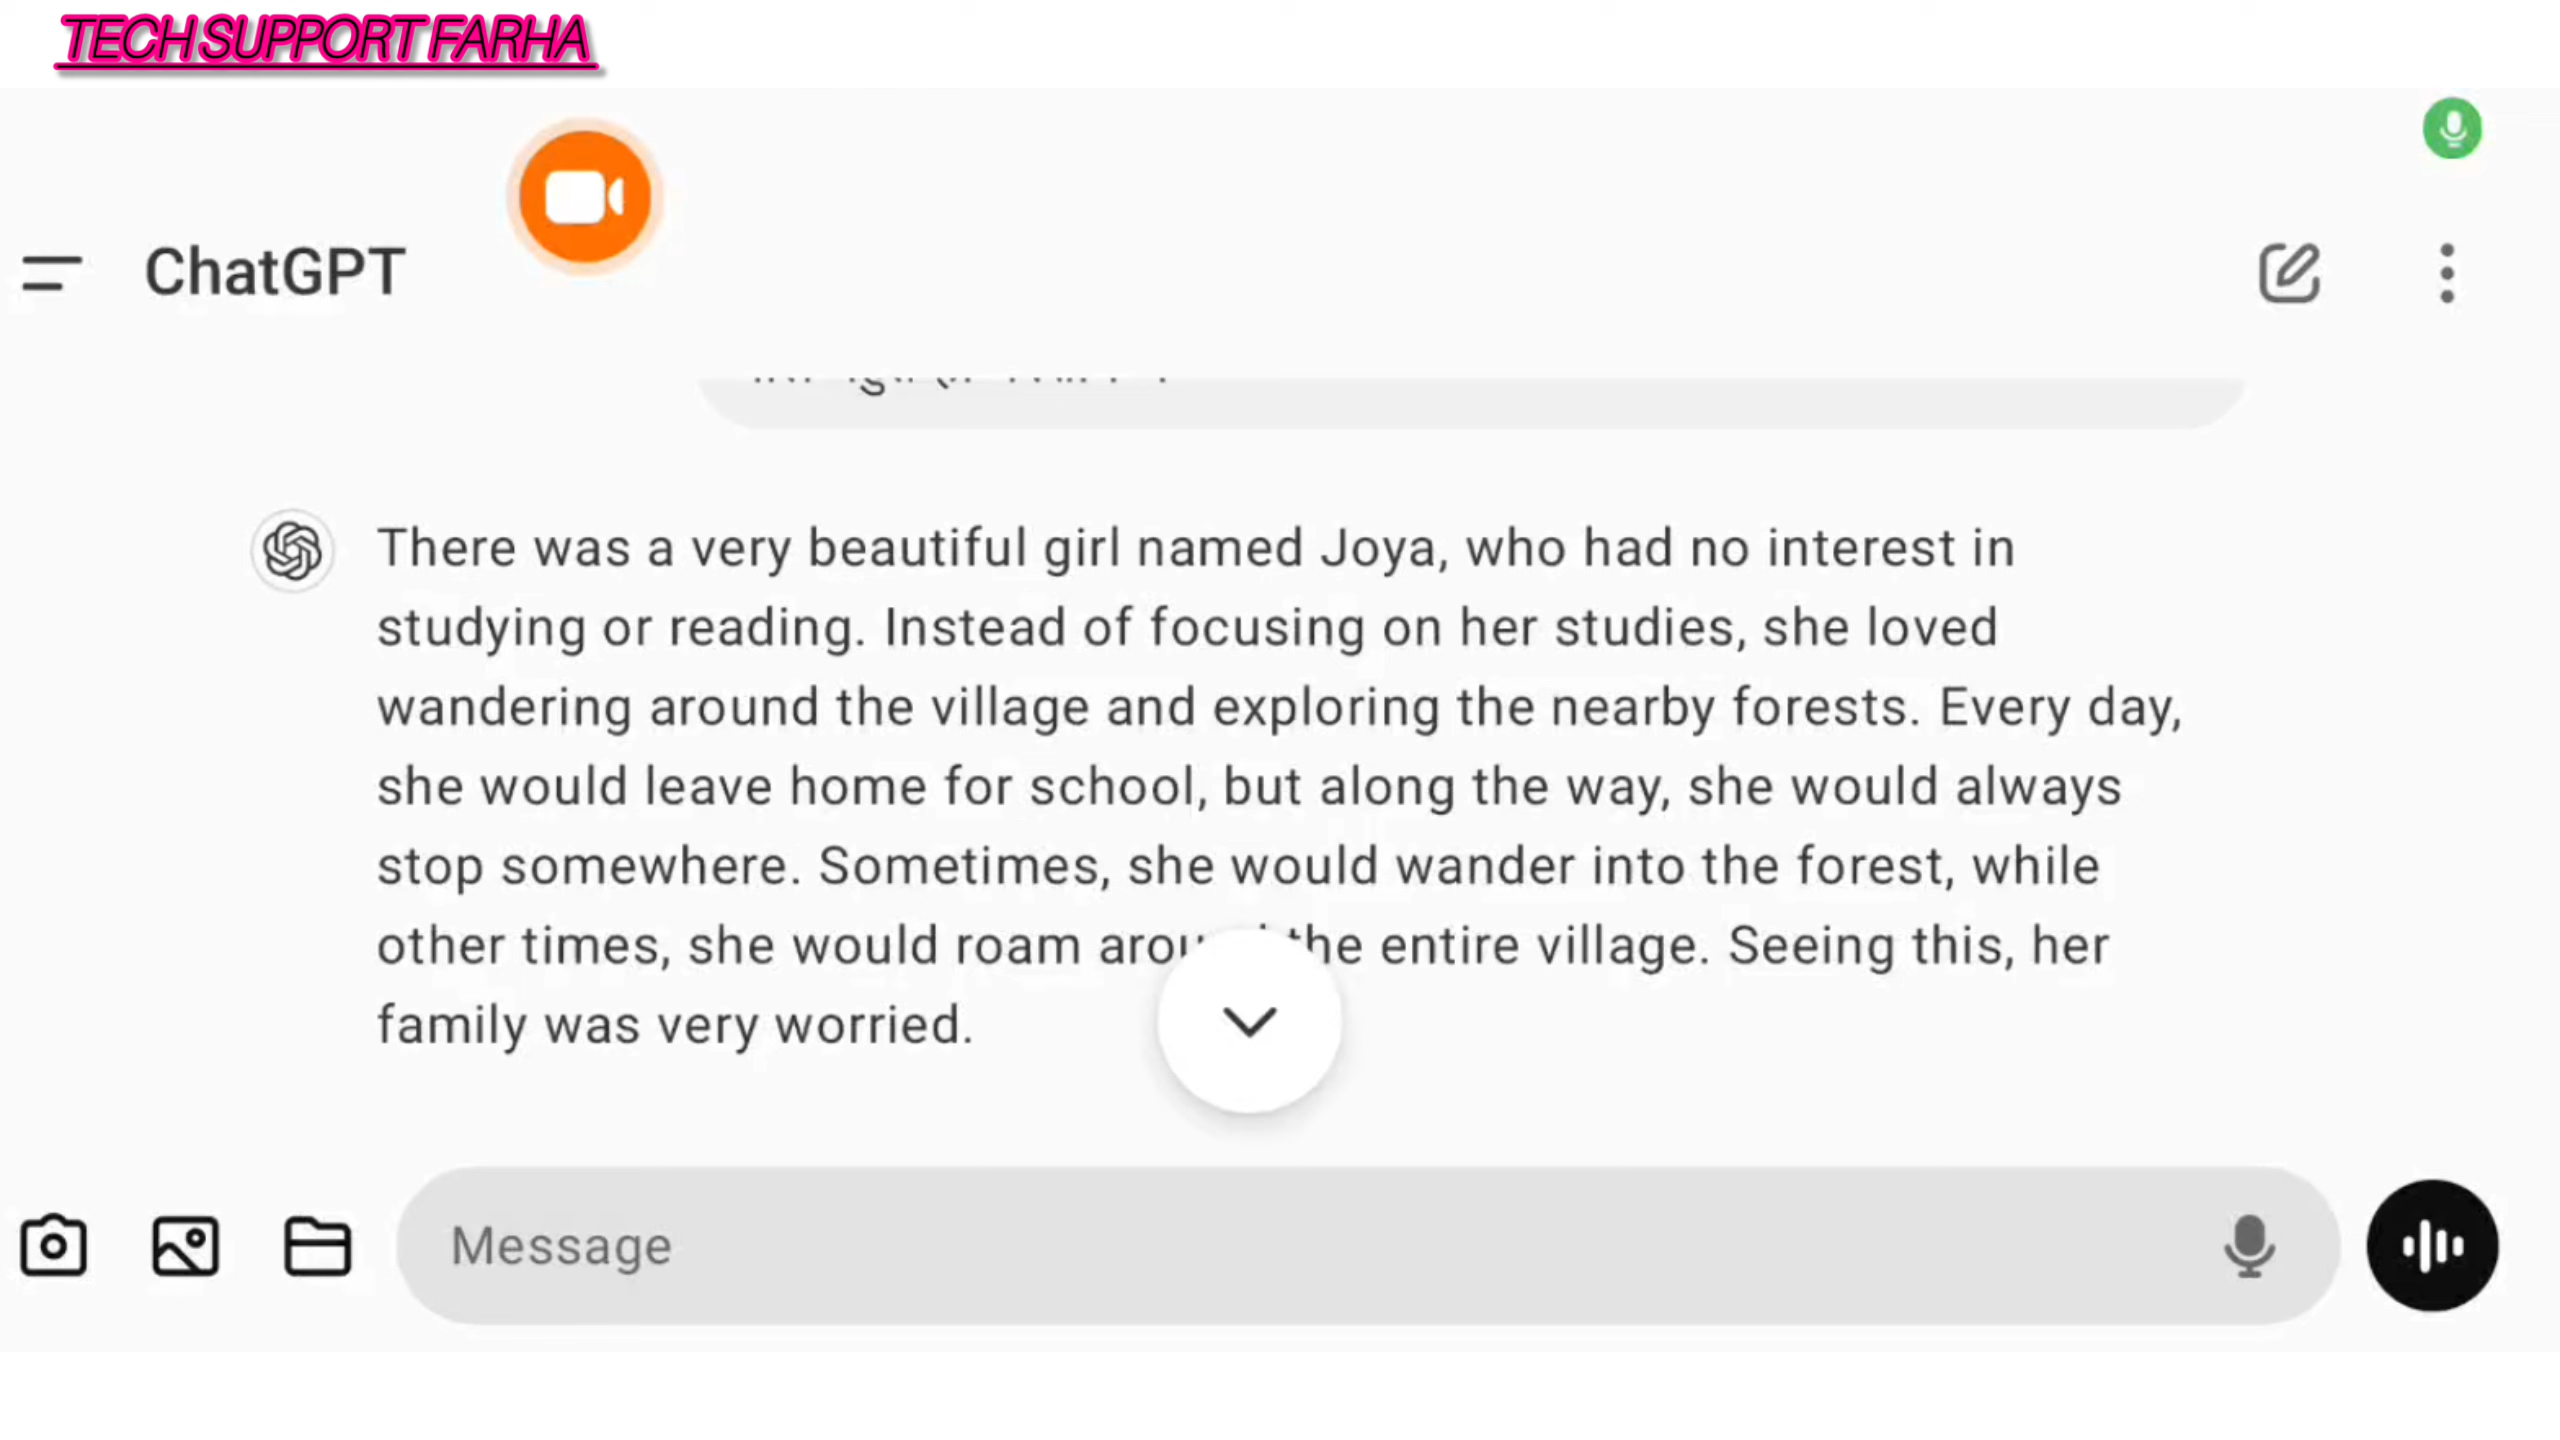 TECH SUPPORT FARHA
ChatGPT
There was a very beautiful girl named Joya, who had no interest in
studying or reading. Instead of focusing on her studies, she loved
wandering around the village and exploring the nearby forests. Every day,
she would leave home for school, but along the way, she would always
stop somewhere. Sometimes, she would wander into the forest, while
other times, she would roam the entire village. Seeing this, her
family was very worried.
Message